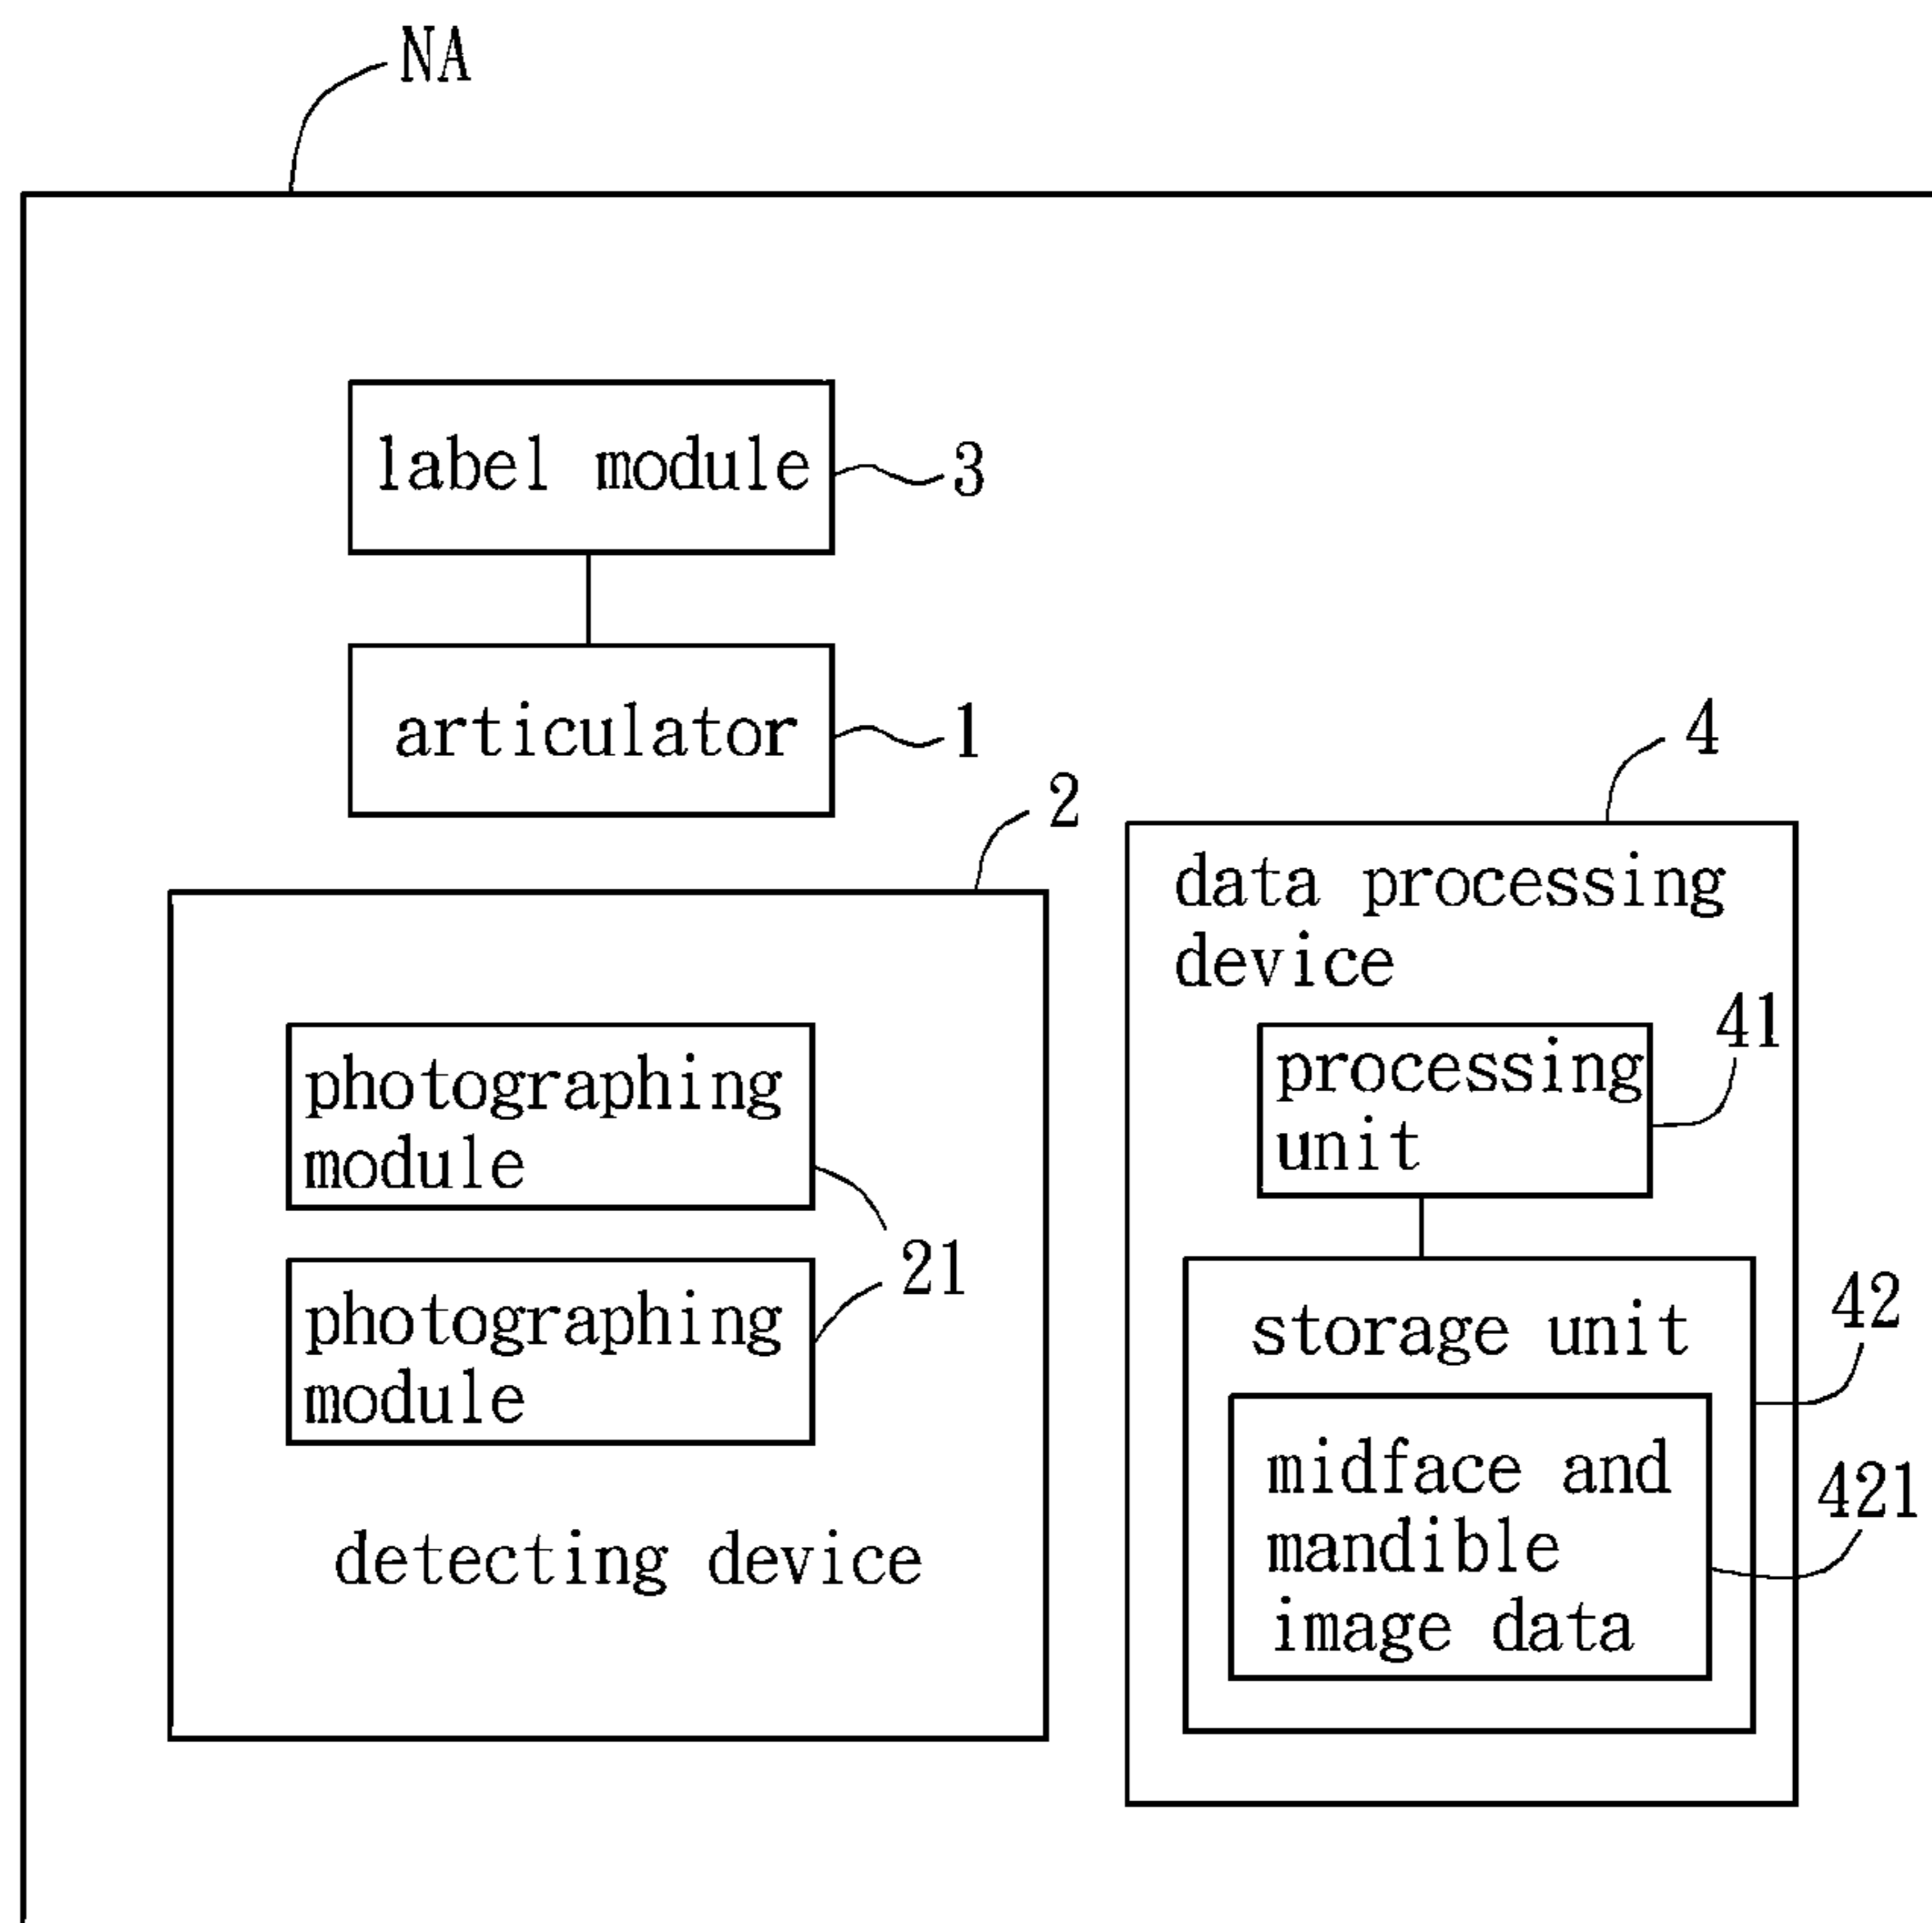 NA
label module
3
articulator
1
2
photographing
module
21
photographing
module
detecting device
4
data processing
device
41
processing
unit
42
storage unit
421
midface and
mandible
image data